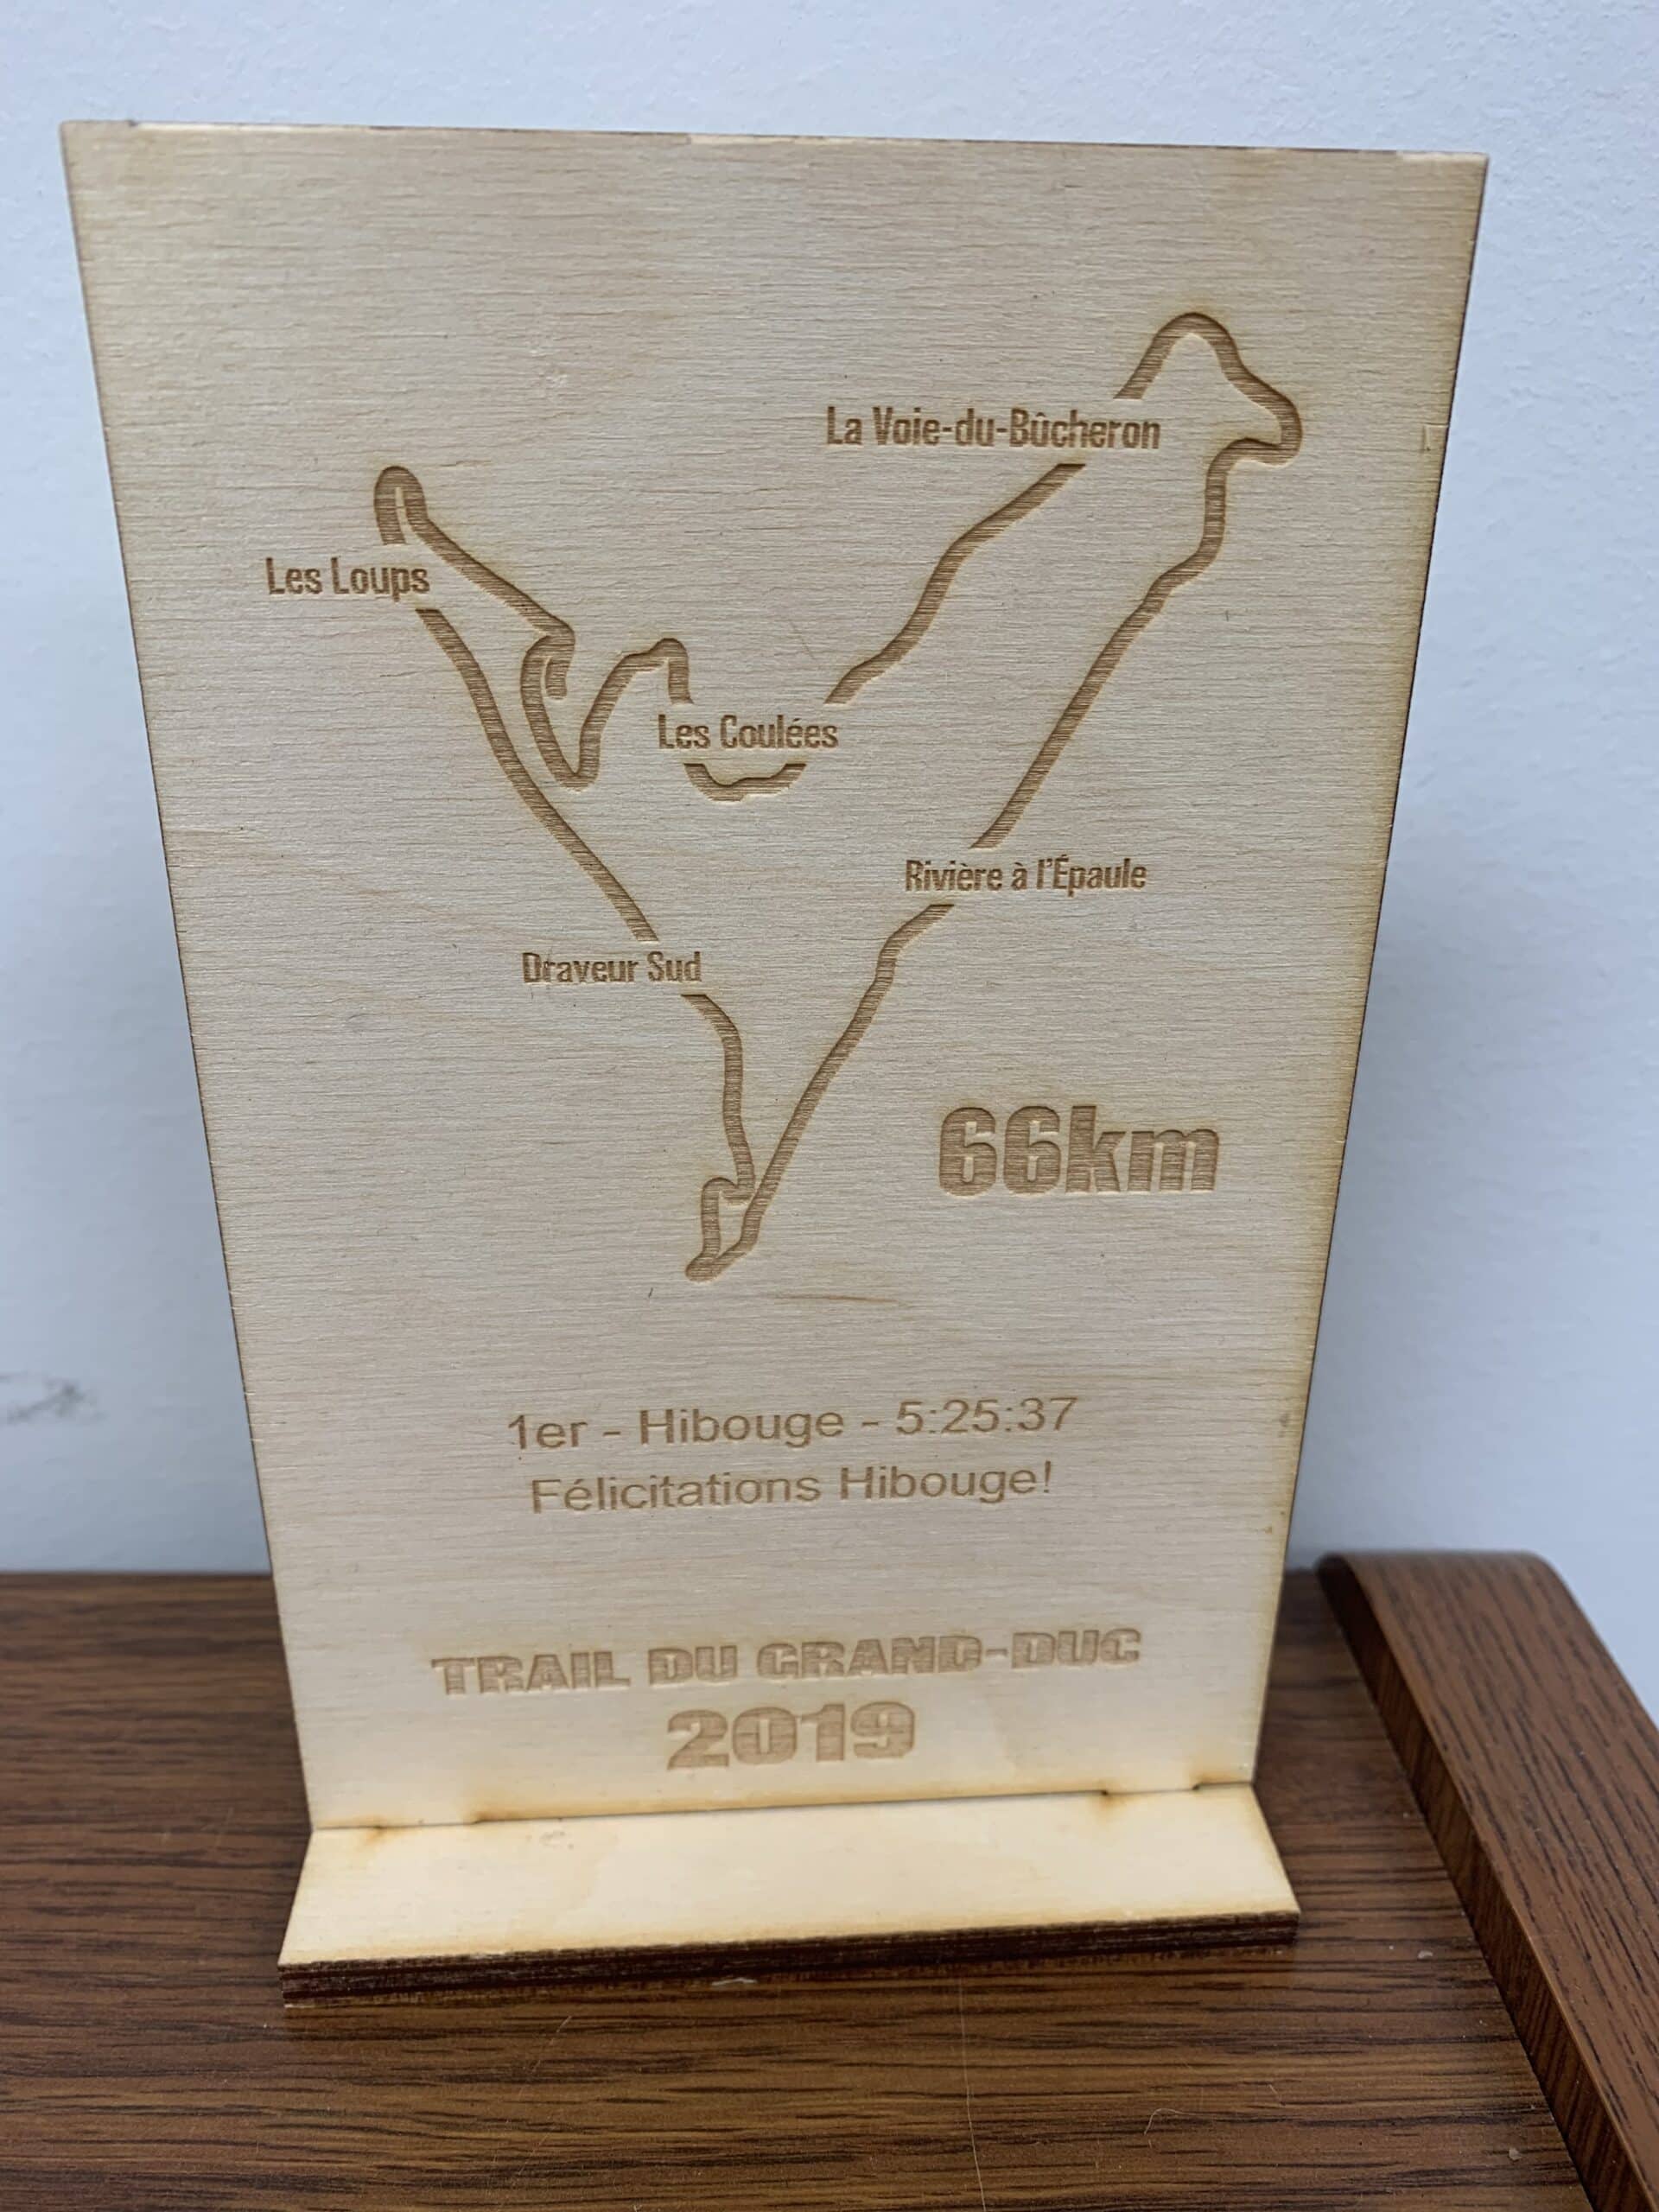 La Voie-du-Bûcheron
Les Loups
Les Coulées
Rivière à l'Épaule
Draveur Sud
66km
1er - Hibouge - 5:25:37
Félicitations Hibouge!
TRAIL DU GRAND-DUC
2019